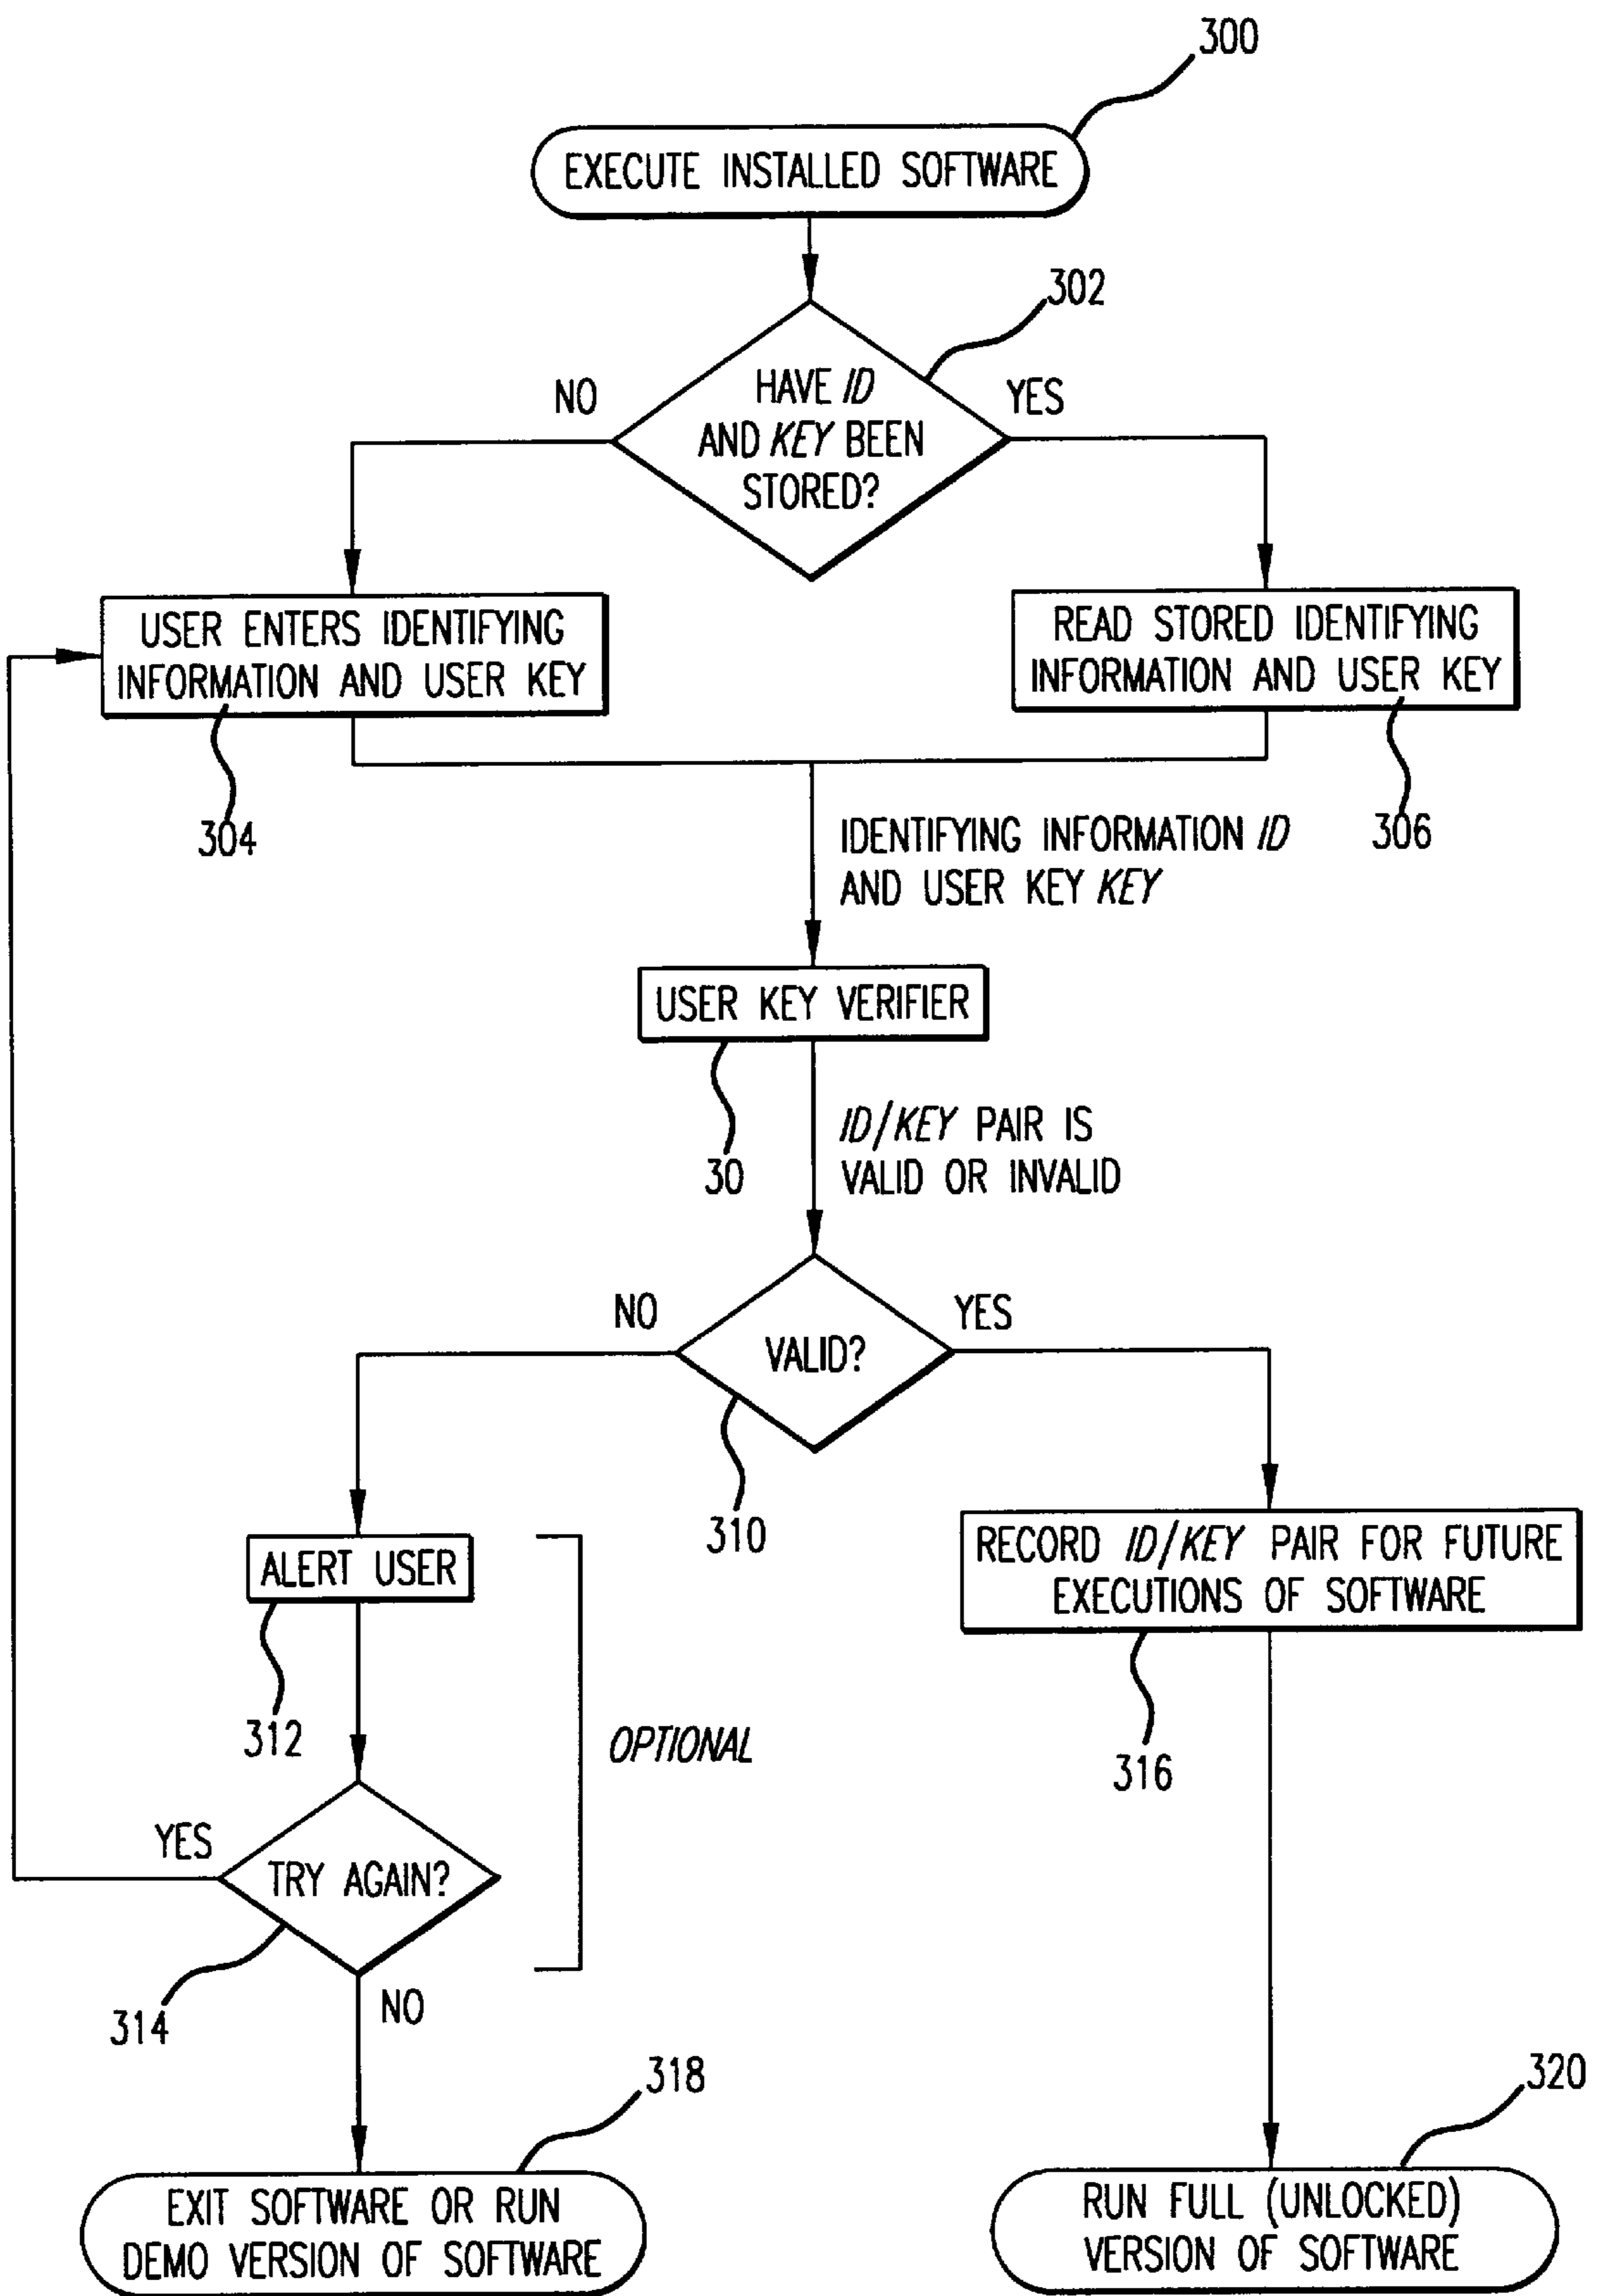 300
EXECUTE INSTALLED SOFTWARE
302
HAVE ID
AND KEY BEEN
STORED?
NO
YES
USER ENTERS IDENTIFYING
INFORMATION AND USER KEY
READ STORED IDENTIFYING
INFORMATION AND USER KEY
304
306
IDENTIFYING INFORMATION ID
AND USER KEY KEY
USER KEY VERIFIER
30
ID/KEY PAIR IS
VALID OR INVALID
NO
YES
VALID?
310
ALERT USER
RECORD ID/KEY PAIR FOR FUTURE
EXECUTIONS OF SOFTWARE
312
OPTIONAL
316
YES
TRY AGAIN?
314
NO
318
320
EXIT SOFTWARE OR RUN
DEMO VERSION OF SOFTWARE
RUN FULL (UNLOCKED)
VERSION OF SOFTWARE